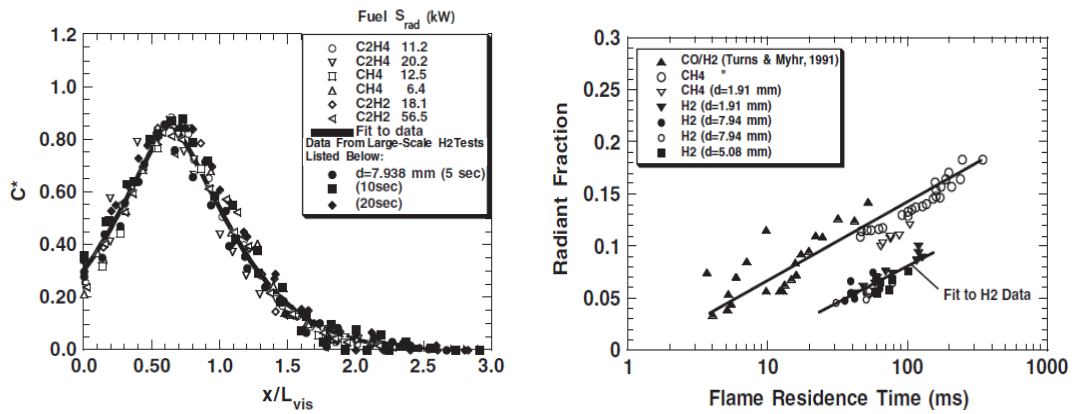 Fuel S_rad (kW)
C2H4 11.2
C2H4 20.2
CH4 12.5
CH4 6.4
C2H2 18.1
C2H2 56.5
Fit to data
Data From Large-Scale H2Tests
Listed Below:
d=7.938 mm (5 sec)
(10sec)
(20sec)
1.2
1.0
0.80
0.60
0.40
0.20
0.0
C*
0.0 0.50 1.0 1.5 2.0 2.5 3.0
x/L_vis
CO/H2 (Turns & Myhr, 1991)
CH4 "
CH4 (d=1.91 mm)
H2 (d=1.91 mm)
H2 (d=7.94 mm)
H2 (d=7.94 mm)
H2 (d=5.08 mm)
0.3
0.25
0.2
0.15
0.1
0.05
0
Radiant Fraction
Fit to H2 Data
1 10 100 1000
Flame Residence Time (ms)